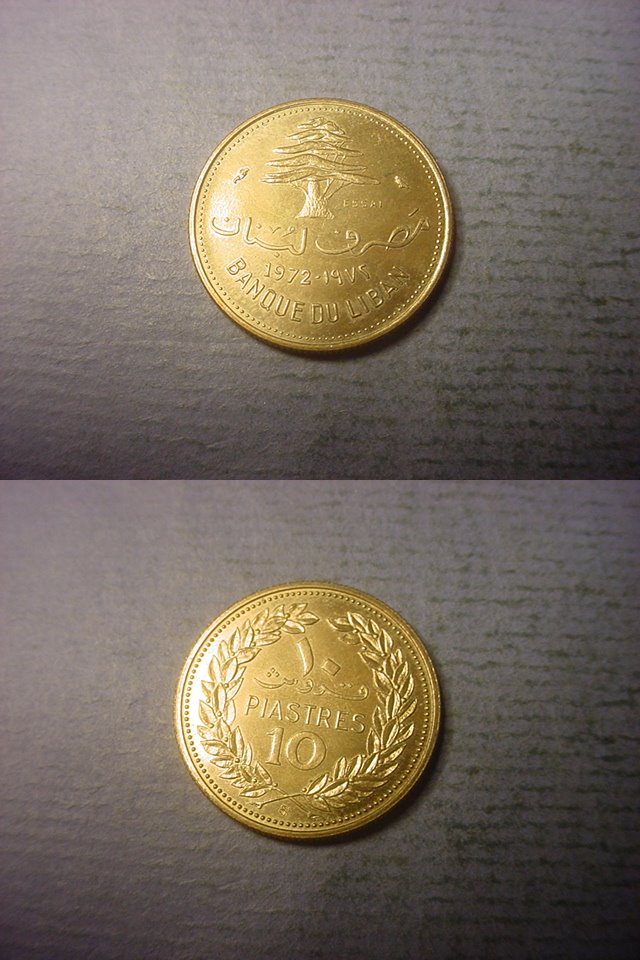 ESSAI
مصرف لبنان
1972-١٩٧٢
BANQUE DU LIBAN
١٠
قروش
PIASTRES
10